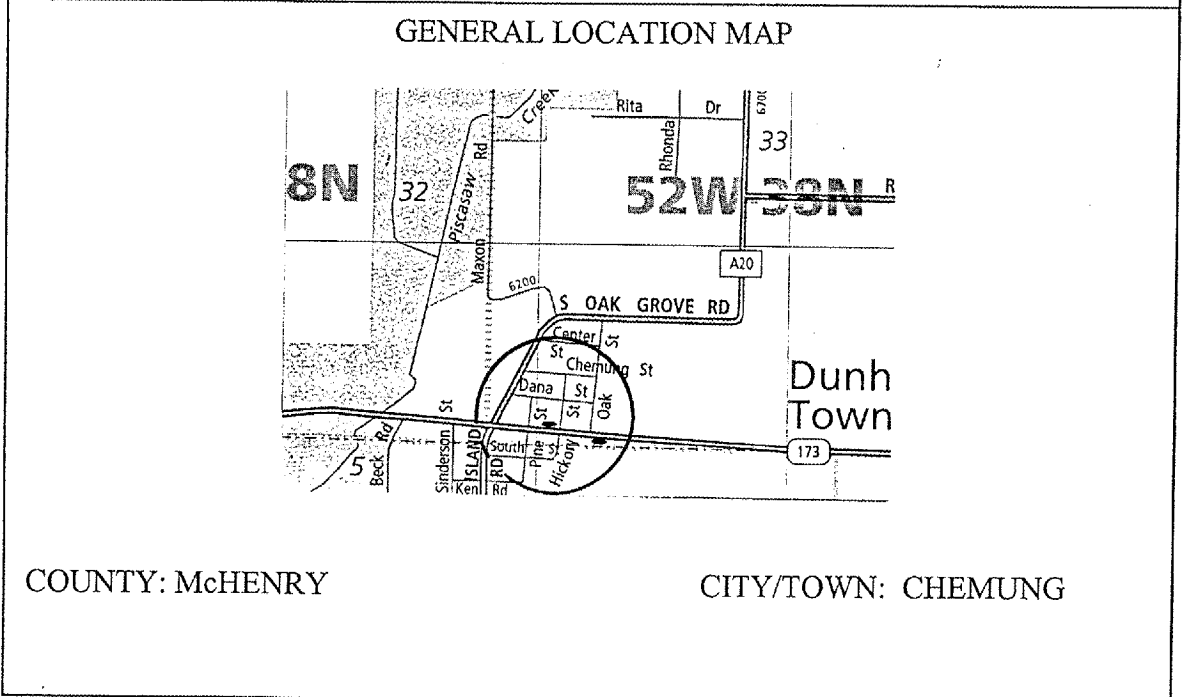 GENERAL LOCATION MAP
Creek
Rita Dr
6700
33
Rhonda
Rd
8N
32
52W 38N
R
Piscasaw
Maxon
A20
6200
S OAK GROVE RD
Center St
St
Chemung St
Dana St
Dunh
Town
St
St
St
Oak
Rd
173
5
Beck
Sinderson
ISLAND
RD
South S
Pine
Hickory
Ken Rd
COUNTY: McHENRY
CITY/TOWN: CHEMUNG